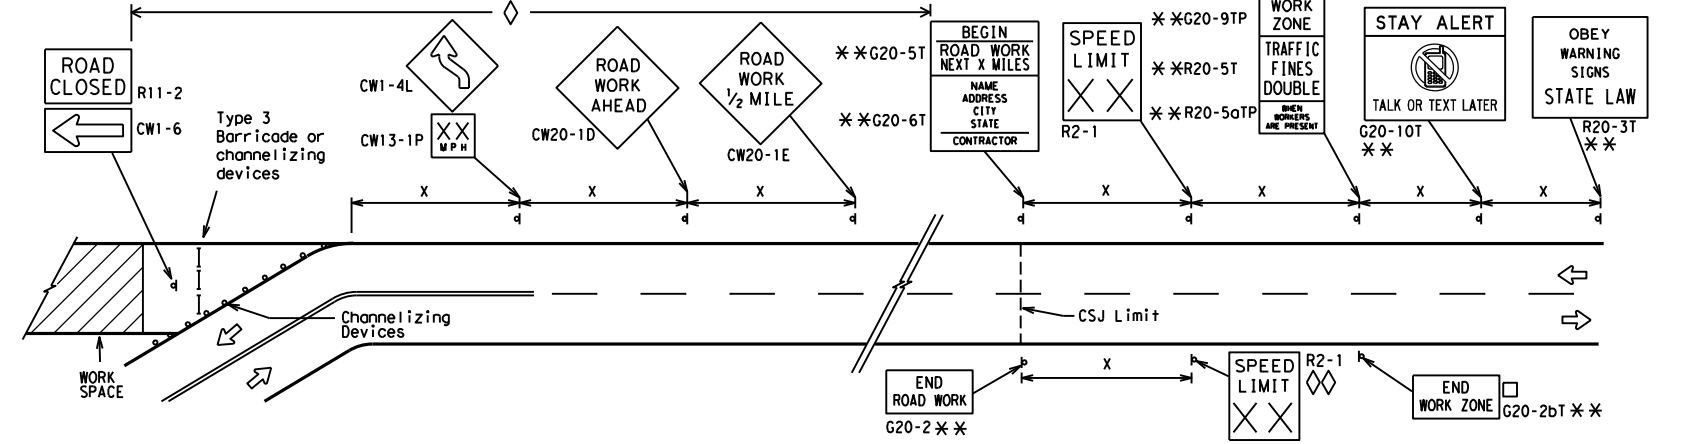 ROAD
CLOSED
R11-2
CW1-6
Type 3
Barricade or
channelizing
devices
CW1-4L
XX
MPH
CW13-1P
ROAD
WORK
AHEAD
CW20-1D
ROAD
WORK
1/2 MILE
CW20-1E
**G20-5T
**G20-6T
BEGIN
ROAD WORK
NEXT X MILES
NAME
ADDRESS
CITY
STATE
CONTRACTOR
SPEED
LIMIT
XX
R2-1
**G20-9TP
**R20-5T
**R20-5aTP
WORK
ZONE
TRAFFIC
FINES
DOUBLE
WHEN
WORKERS
ARE PRESENT
STAY ALERT
TALK OR TEXT LATER
G20-10T
**
OBEY
WARNING
SIGNS
STATE LAW
R20-3T
**
X
X
X
X
X
X
X
Channelizing
Devices
CSJ Limit
WORK
SPACE
X
END
ROAD WORK
G20-2 **
SPEED
LIMIT
XX
R2-1
END
WORK ZONE
G20-2bT **